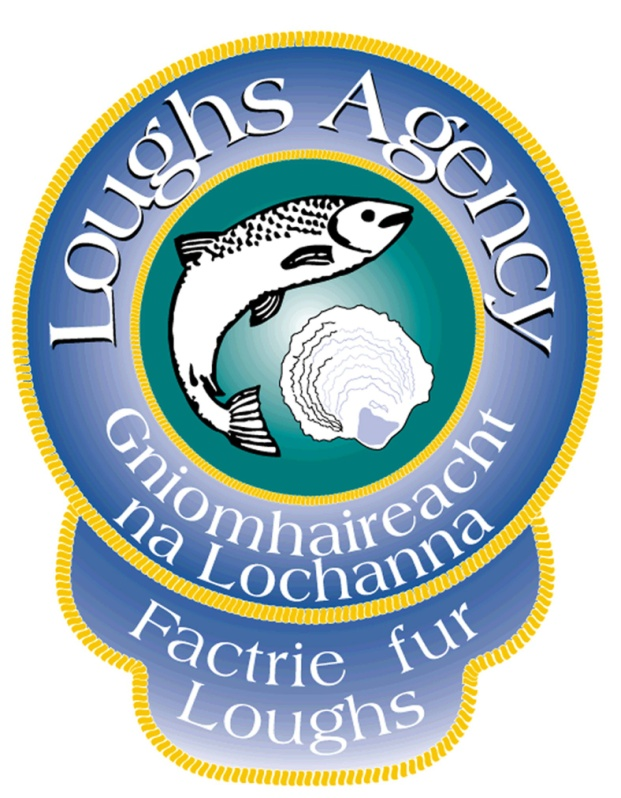 Loughs Agency
Gniomhaireacht
na Lochanna
Factrie fur
Loughs